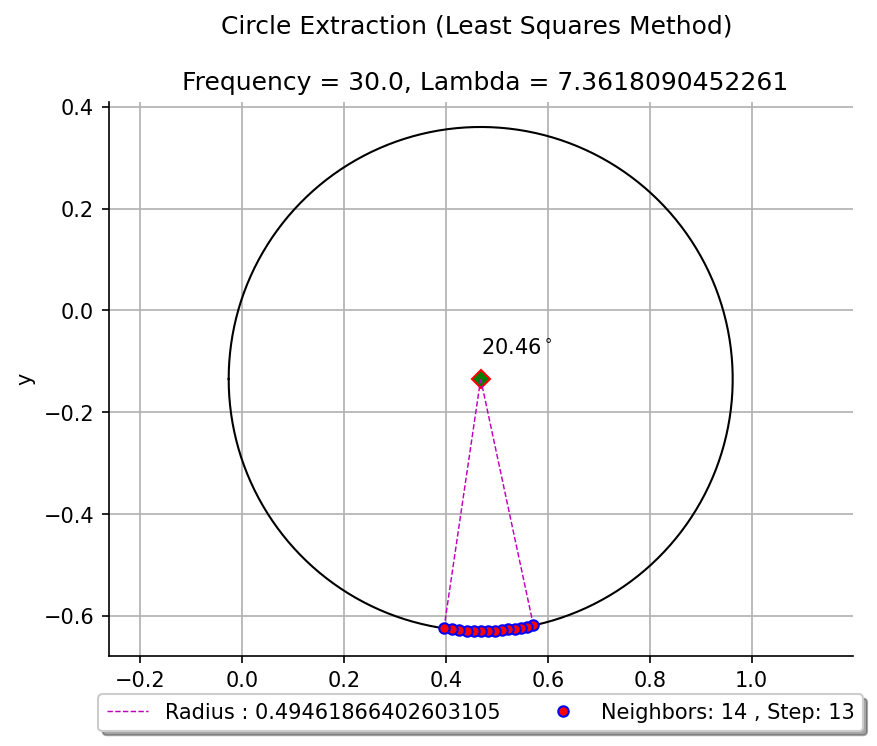 Circle Extraction (Least Squares Method)
Frequency = 30.0, Lambda = 7.3618090452261
0.4
0.2
0.0
−0.2
−0.4
−0.6
y
20.46°
−0.2 0.0 0.2 0.4 0.6 0.8 1.0
Radius : 0.49461866402603105 Neighbors: 14 , Step: 13